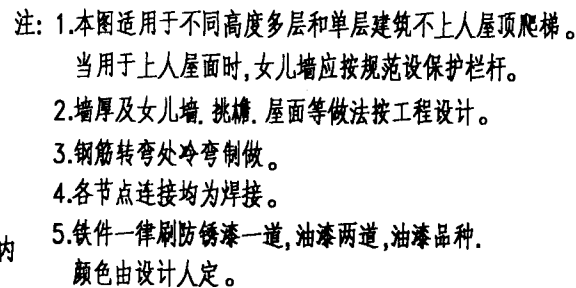 注: 1.本图适用于不同高度多层和单层建筑不上人屋顶爬梯。
当用于上人屋面时,女儿墙应按规范设保护栏杆。
2.墙厚及女儿墙.挑檐.屋面等做法按工程设计。
3.钢筋转弯处冷弯制做。
4.各节点连接均为焊接。
5.铁件一律刷防锈漆一道,油漆两道,油漆品种.
内
颜色由设计人定。